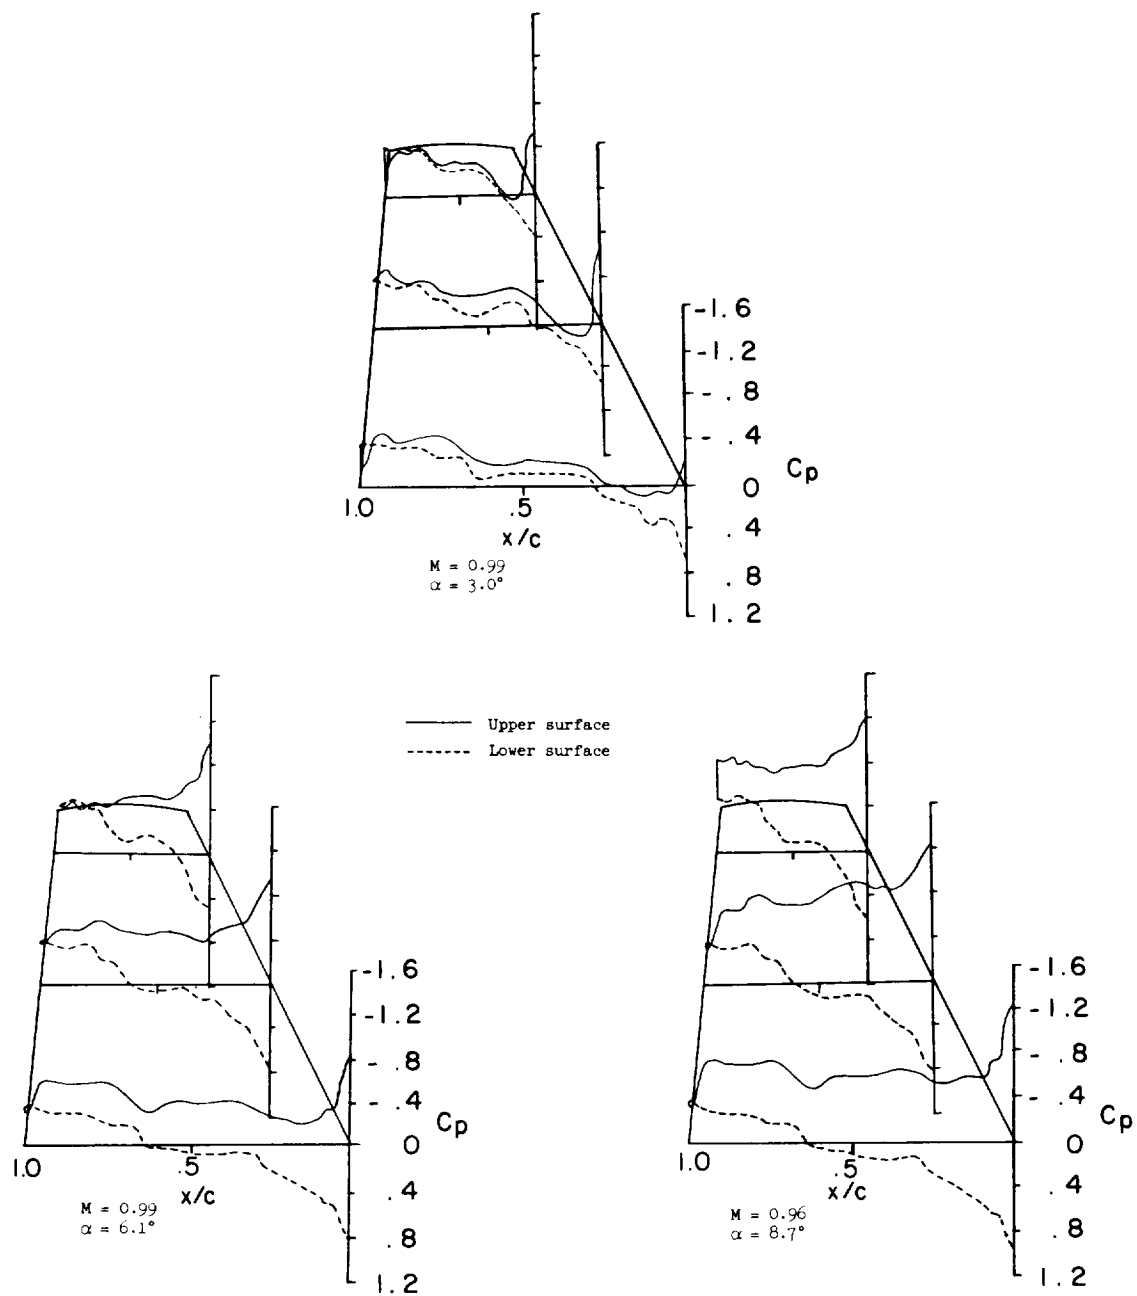 -1.6
-1.2
-.8
-.4
Cp
0
1.0
.5
x/c
.4
M = 0.99
α = 3.0°
.8
1.2
Upper surface
Lower surface
-1.6
-1.2
-.8
-.4
Cp
0
1.0
.5
x/c
.4
M = 0.99
α = 6.1°
.8
1.2
-1.6
-1.2
-.8
-.4
Cp
0
1.0
.5
x/c
.4
M = 0.96
α = 8.7°
.8
1.2